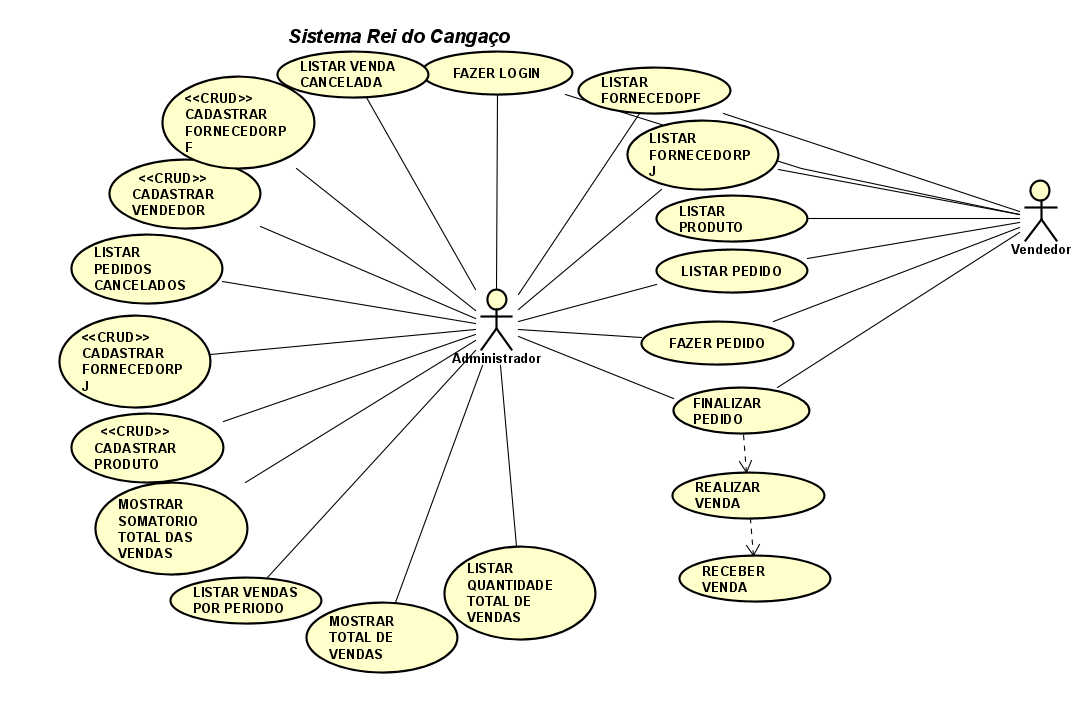 Sistema Rei do Cangaço
LISTAR VENDA
CANCELADA
FAZER LOGIN
LISTAR
FORNECEDOPF
<<CRUD>>
CADASTRAR
FORNECEDORP
F
LISTAR
FORNECEDORP
J
<<CRUD>>
CADASTRAR
VENDEDOR
LISTAR
PRODUTO
Vendedor
LISTAR
PEDIDOS
CANCELADOS
LISTAR PEDIDO
<<CRUD>>
CADASTRAR
FORNECEDORP
J
Administrador
FAZER PEDIDO
FINALIZAR
PEDIDO
<<CRUD>>
CADASTRAR
PRODUTO
REALIZAR
VENDA
MOSTRAR
SOMATORIO
TOTAL DAS
VENDAS
RECEBER
VENDA
LISTAR
QUANTIDADE
TOTAL DE
VENDAS
LISTAR VENDAS
POR PERIODO
MOSTRAR
TOTAL DE
VENDAS